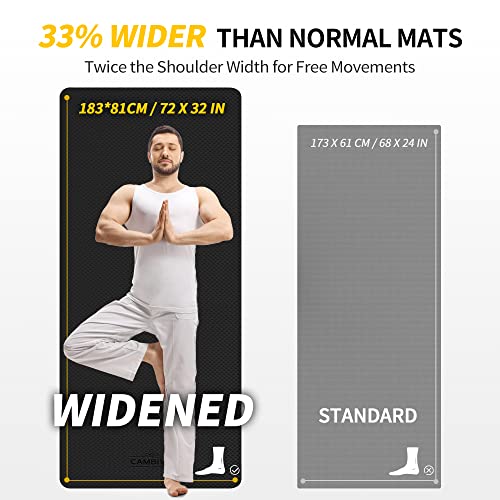 33% WIDER THAN NORMAL MATS
Twice the Shoulder Width for Free Movements
183*81CM / 72 X 32 IN
173 X 61 CM / 68 X 24 IN
WIDENED
STANDARD